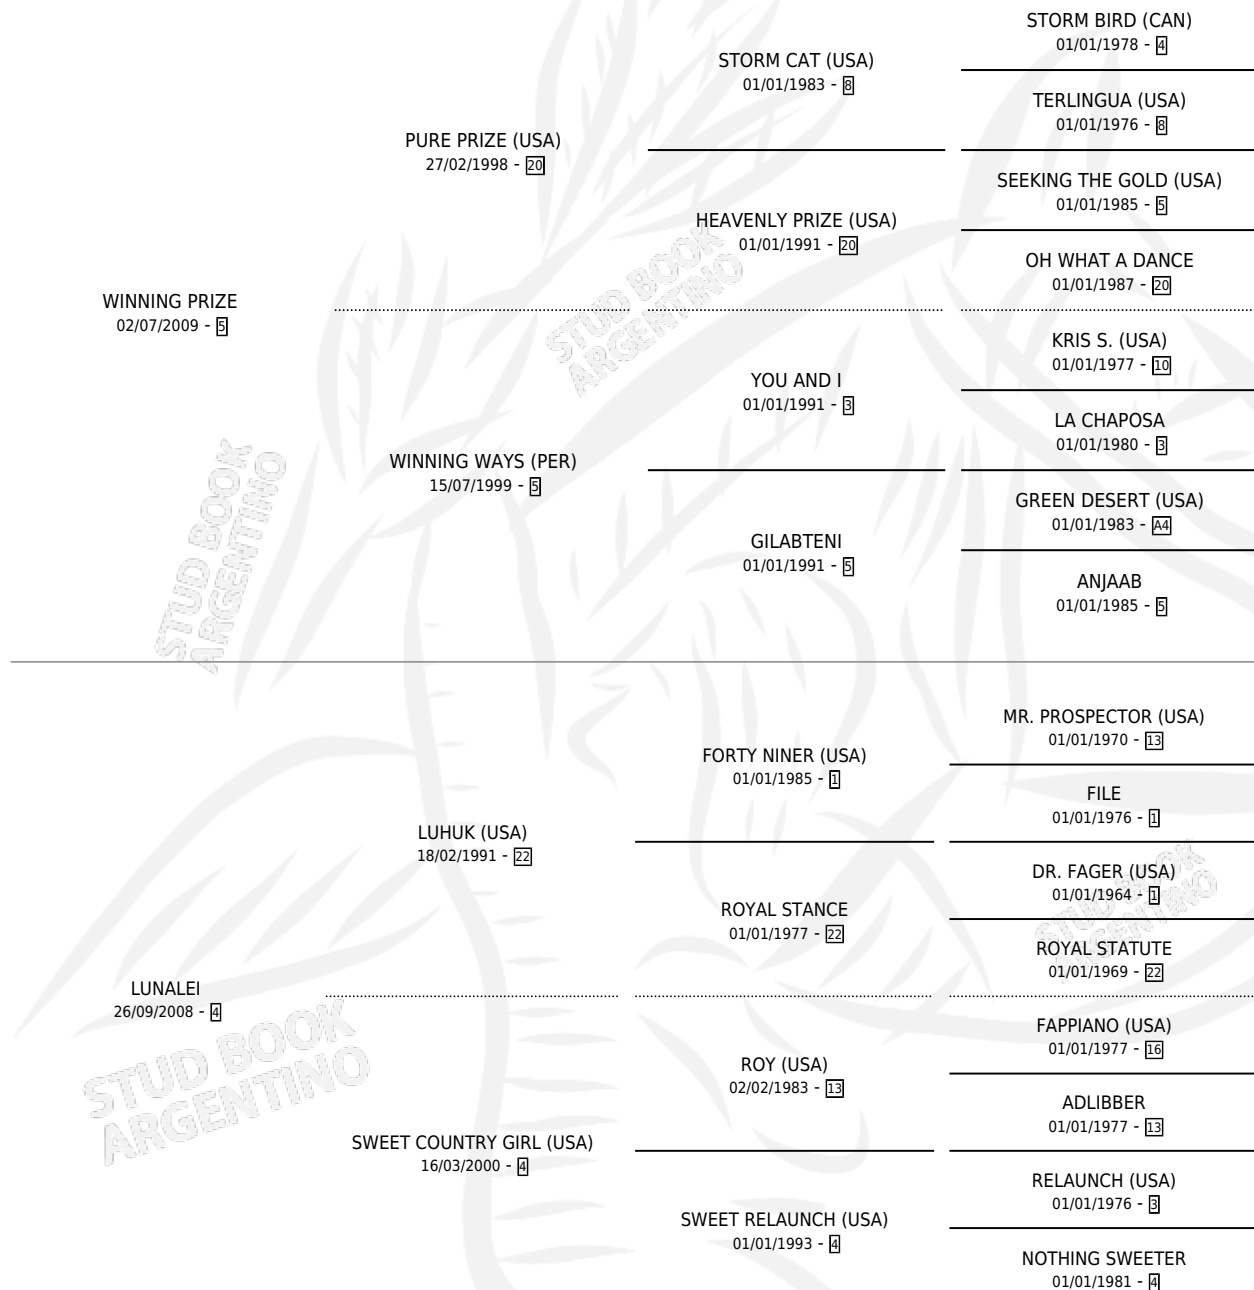 STORM BIRD (CAN)
01/01/1978 - 4
STORM CAT (USA)
01/01/1983 - 8
TERLINGUA (USA)
01/01/1976 - 8
PURE PRIZE (USA)
27/02/1998 - 20
SEEKING THE GOLD (USA)
01/01/1985 - 5
HEAVENLY PRIZE (USA)
01/01/1991 - 20
OH WHAT A DANCE
01/01/1987 - 20
WINNING PRIZE
02/07/2009 - 5
KRIS S. (USA)
01/01/1977 - 10
YOU AND I
01/01/1991 - 3
LA CHAPOSA
01/01/1980 - 3
WINNING WAYS (PER)
15/07/1999 - 5
GREEN DESERT (USA)
01/01/1983 - A4
GILABTENI
01/01/1991 - 5
ANJAAB
01/01/1985 - 5
STUD BOOK
ARGENTINO
STUD BOOK
ARGENTINO
MR. PROSPECTOR (USA)
01/01/1970 - 13
FORTY NINER (USA)
01/01/1985 - 1
FILE
01/01/1976 - 1
LUHUK (USA)
18/02/1991 - 22
DR. FAGER (USA)
01/01/1964 - 1
ROYAL STANCE
01/01/1977 - 22
ROYAL STATUTE
01/01/1969 - 22
LUNALEI
26/09/2008 - 4
FAPPIANO (USA)
01/01/1977 - 16
ROY (USA)
02/02/1983 - 13
ADLIBBER
01/01/1977 - 13
SWEET COUNTRY GIRL (USA)
16/03/2000 - 4
RELAUNCH (USA)
01/01/1976 - 3
SWEET RELAUNCH (USA)
01/01/1993 - 4
NOTHING SWEETER
01/01/1981 - 4
STUD BOOK
ARGENTINO
STUD BOOK
ARGENTINO